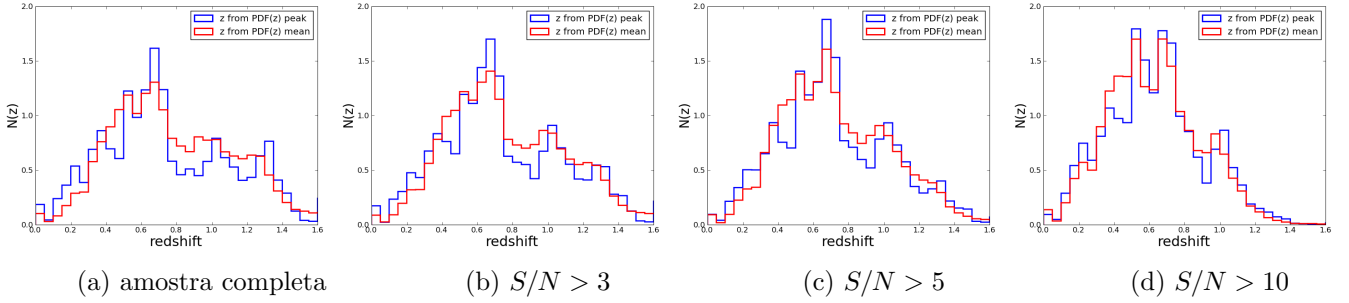 N(z)
2.0
1.5
1.0
0.5
0.0
z from PDF(z) peak
z from PDF(z) mean
0.0 0.2 0.4 0.6 0.8 1.0 1.2 1.4 1.6
redshift
(a) amostra completa
N(z)
2.0
1.5
1.0
0.5
0.0
z from PDF(z) peak
z from PDF(z) mean
0.0 0.2 0.4 0.6 0.8 1.0 1.2 1.4 1.6
redshift
(b) S/N > 3
N(z)
2.0
1.5
1.0
0.5
0.0
z from PDF(z) peak
z from PDF(z) mean
0.0 0.2 0.4 0.6 0.8 1.0 1.2 1.4 1.6
redshift
(c) S/N > 5
N(z)
2.0
1.5
1.0
0.5
0.0
z from PDF(z) peak
z from PDF(z) mean
0.0 0.2 0.4 0.6 0.8 1.0 1.2 1.4 1.6
redshift
(d) S/N > 10